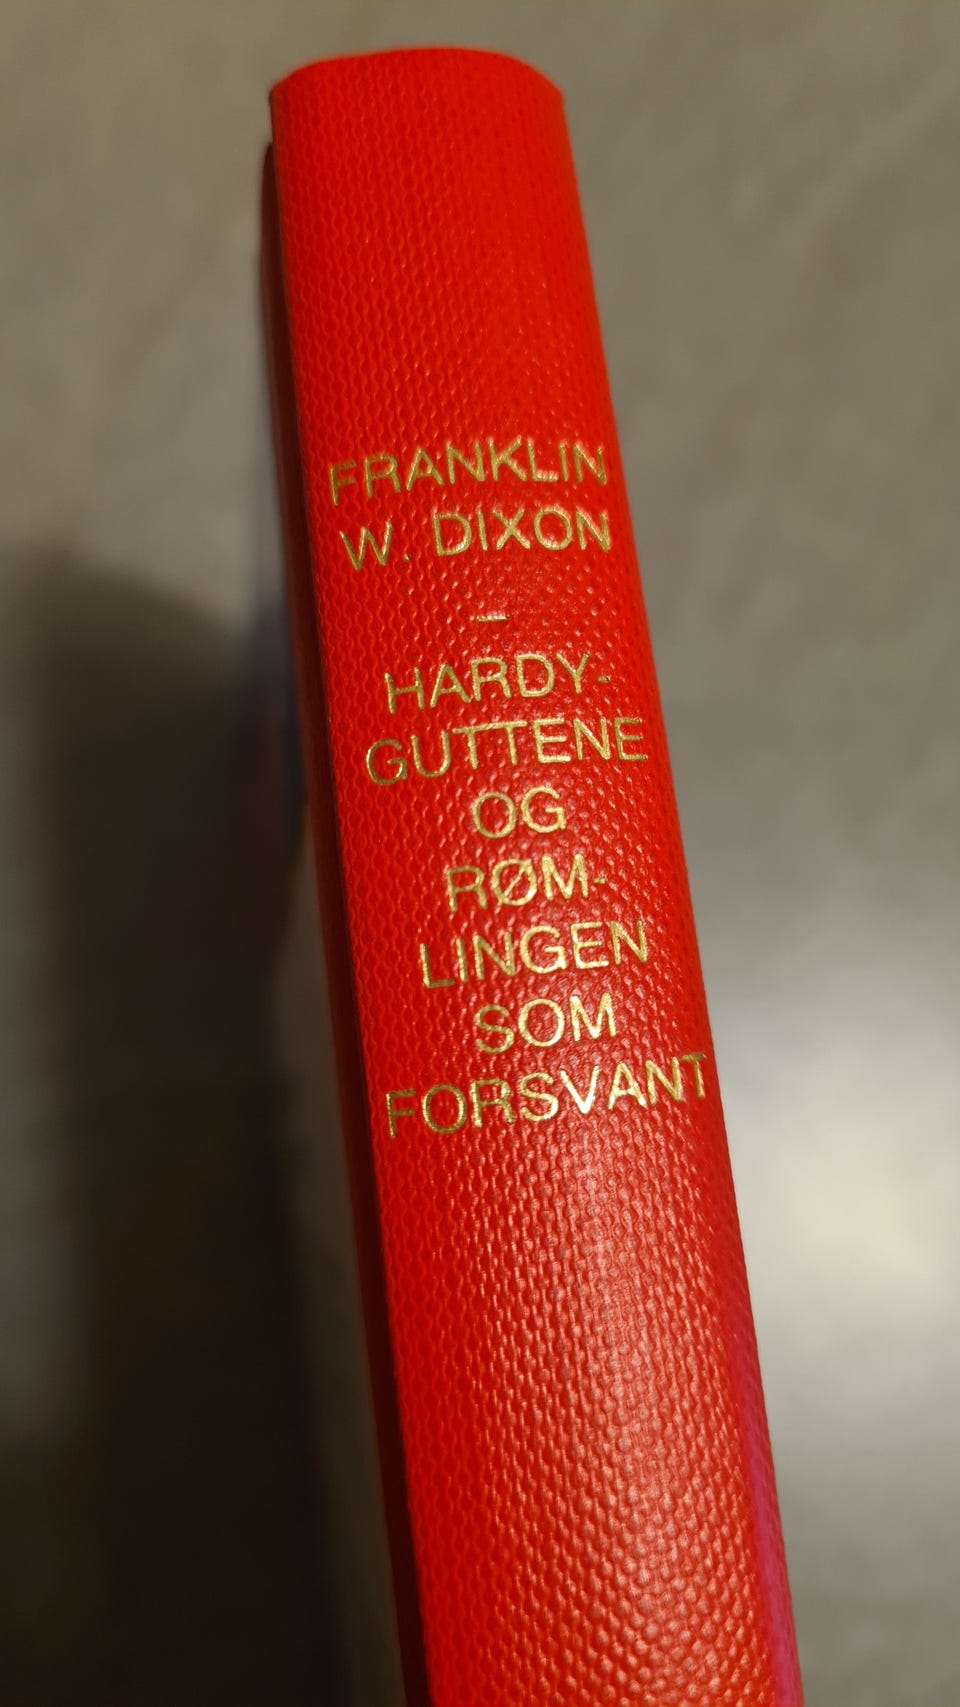 FRANKLIN
W. DIXON
–
HARDY-
GUTTENE
OG
RØM-
LINGEN
SOM
FORSVANT